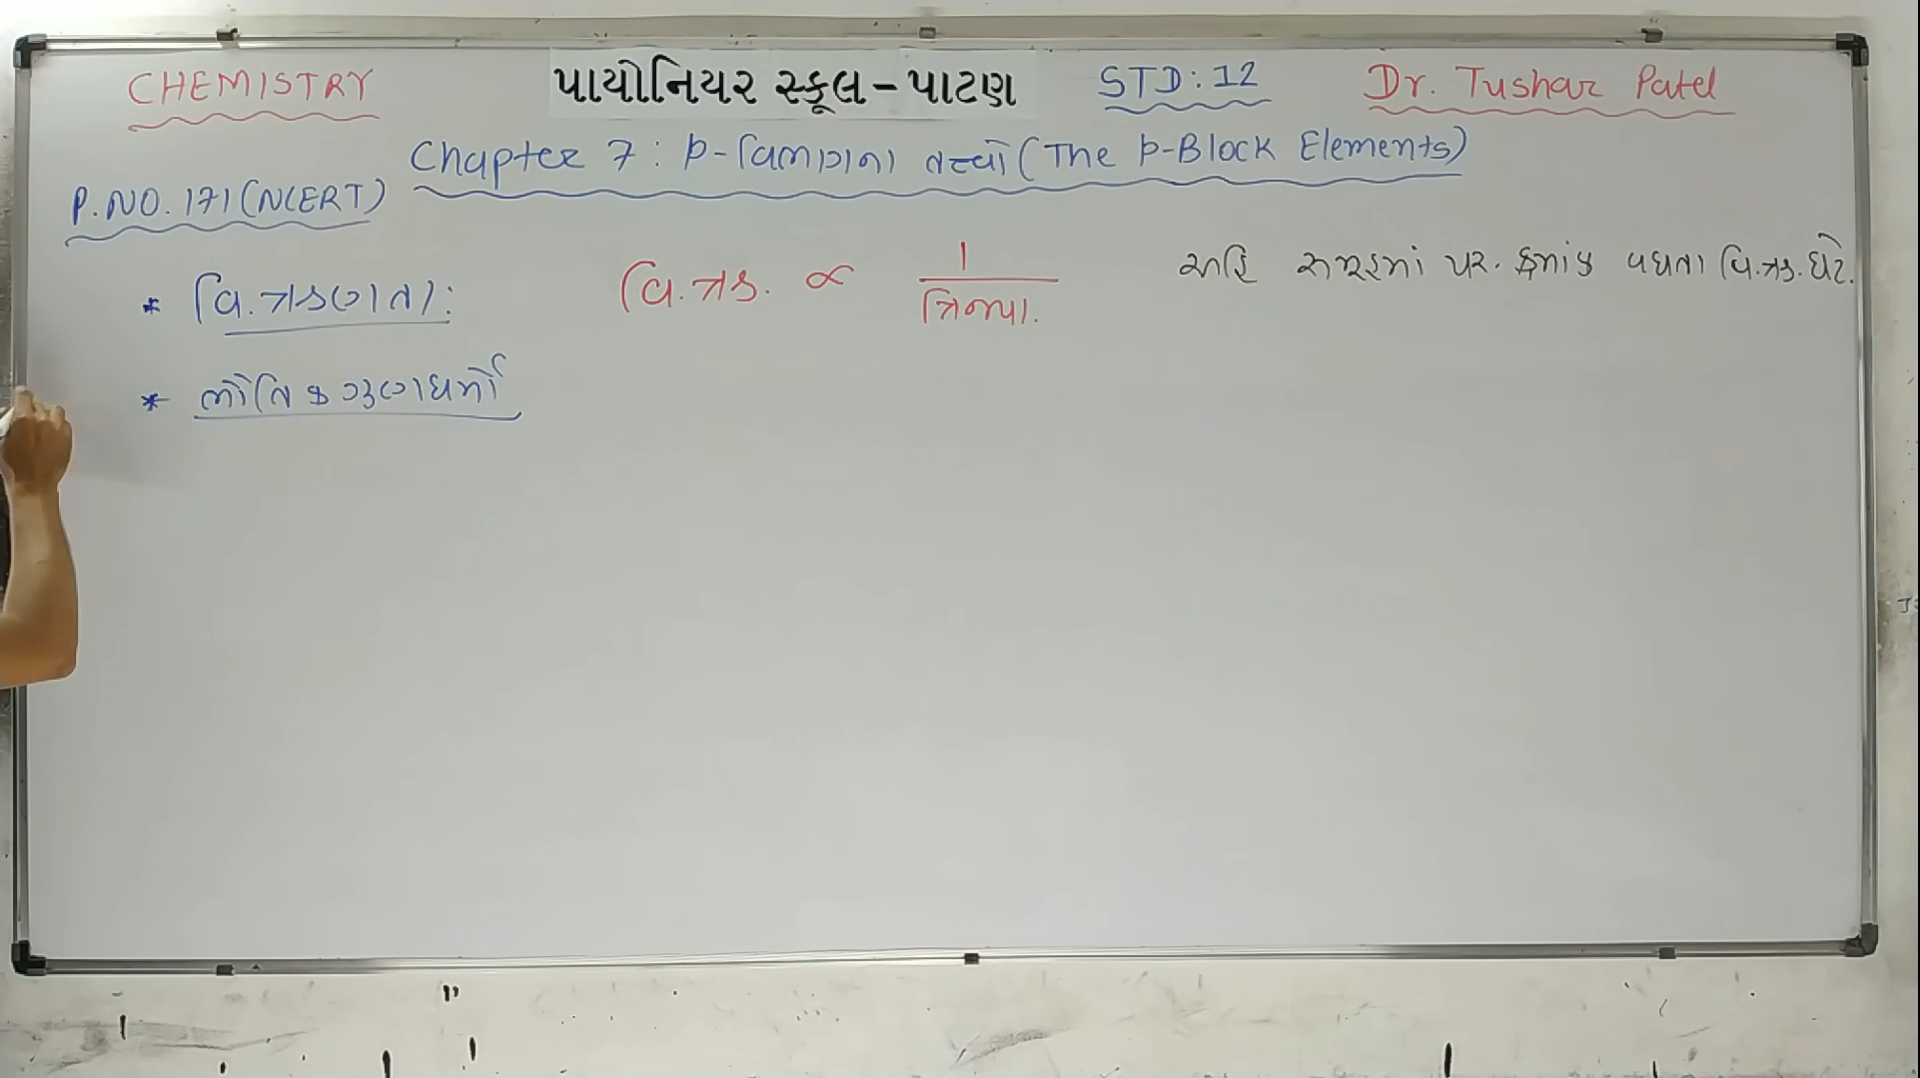 CHEMISTRY પાયોનિયર સ્કૂલ - પાટણ STD: 12 Dr. Tushar Patel
Chapter 7: p-વિભાગના તત્વો (The p-Block Elements)
P.NO. 171 (NCERT)
* વિ.ઋણતા: વિ.ઋ. ∝ 1/ત્રિજ્યા. સમૂહમાં પર. ક્રમાંક વધતા વિ.ઋ. ઘટે.
* ભૌતિક ગુણધર્મો